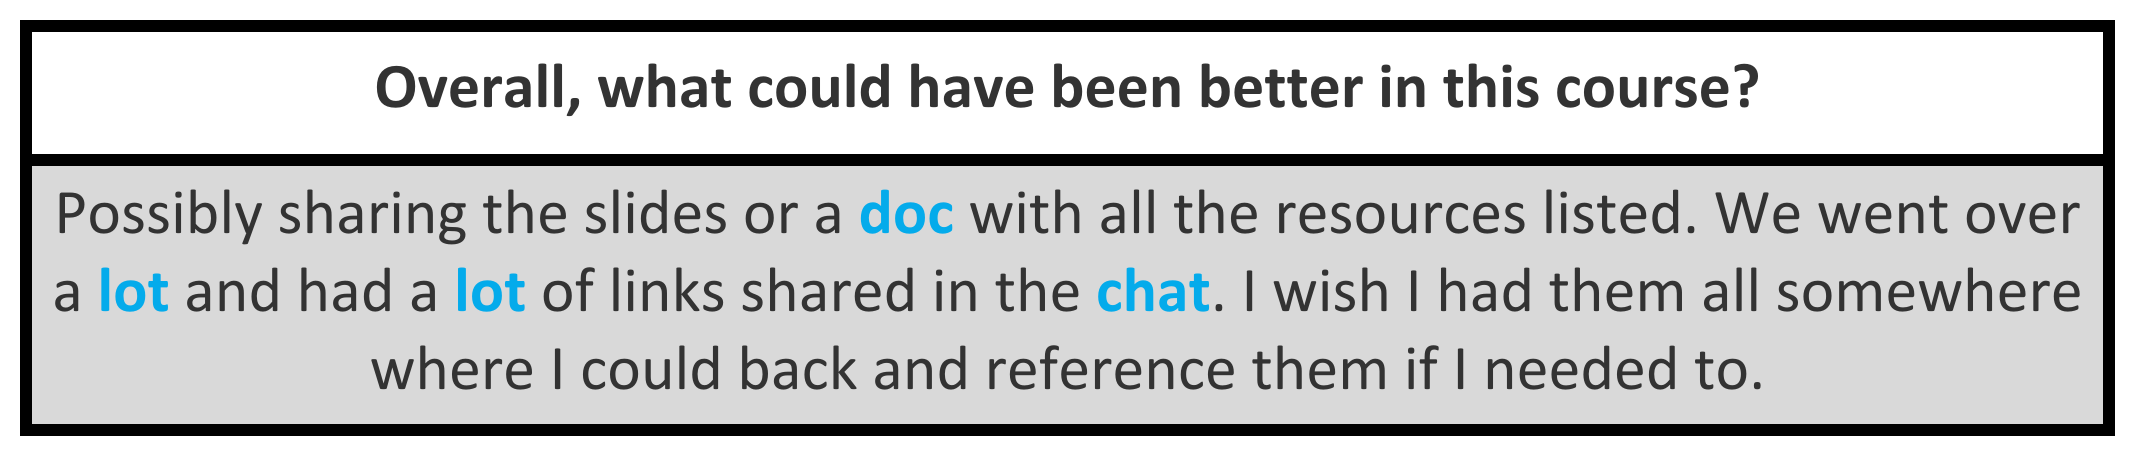 Overall, what could have been better in this course?
Possibly sharing the slides or a doc with all the resources listed. We went over
a lot and had a lot of links shared in the chat. I wish I had them all somewhere
where I could back and reference them if I needed to.